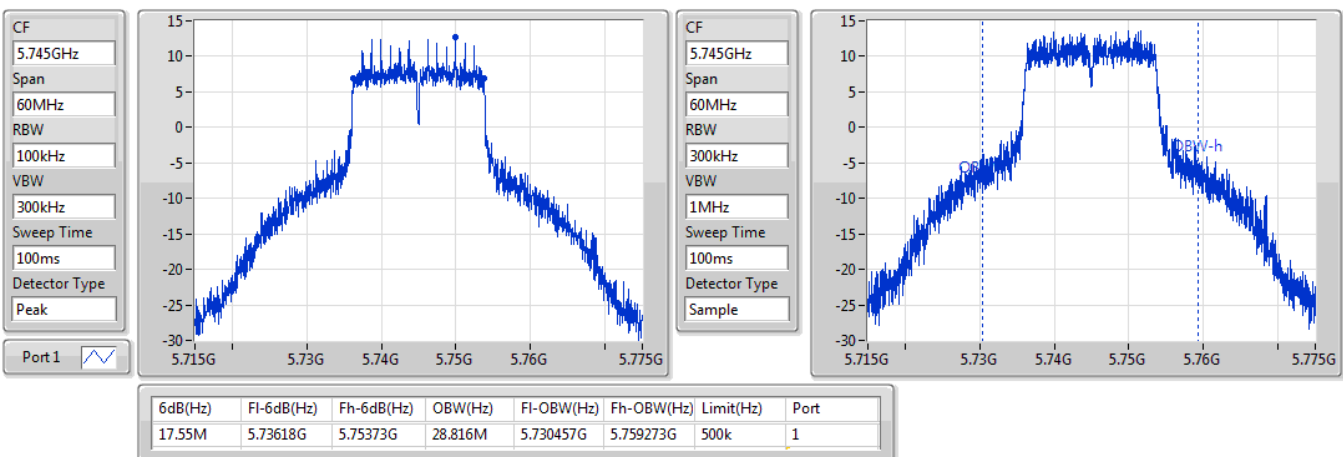 CF
5.745GHz
Span
60MHz
RBW
100kHz
VBW
300kHz
Sweep Time
100ms
Detector Type
Peak
Port 1
15
10
5
0
-5
-10
-15
-20
-25
-30
5.715G 5.73G 5.74G 5.75G 5.76G 5.775G
CF
5.745GHz
Span
60MHz
RBW
300kHz
VBW
1MHz
Sweep Time
100ms
Detector Type
Sample
15
10
5
0
-5
-10
-15
-20
-25
-30
OBW-h
5.715G 5.73G 5.74G 5.75G 5.76G 5.775G
6dB(Hz) Fl-6dB(Hz) Fh-6dB(Hz) OBW(Hz) Fl-OBW(Hz) Fh-OBW(Hz) Limit(Hz) Port
17.55M 5.73618G 5.75373G 28.816M 5.730457G 5.759273G 500k 1